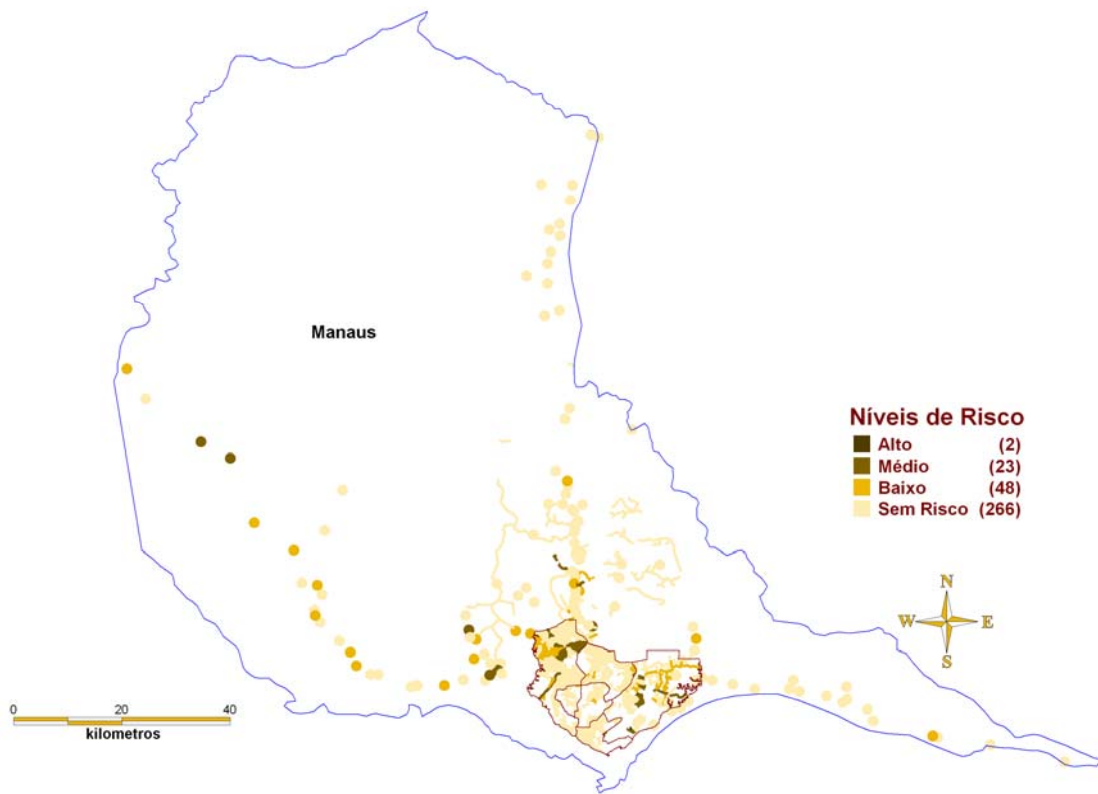 Manaus
Níveis de Risco
Alto (2)
Médio (23)
Baixo (48)
Sem Risco (266)
N
W E
S
0 20 40
kilometros